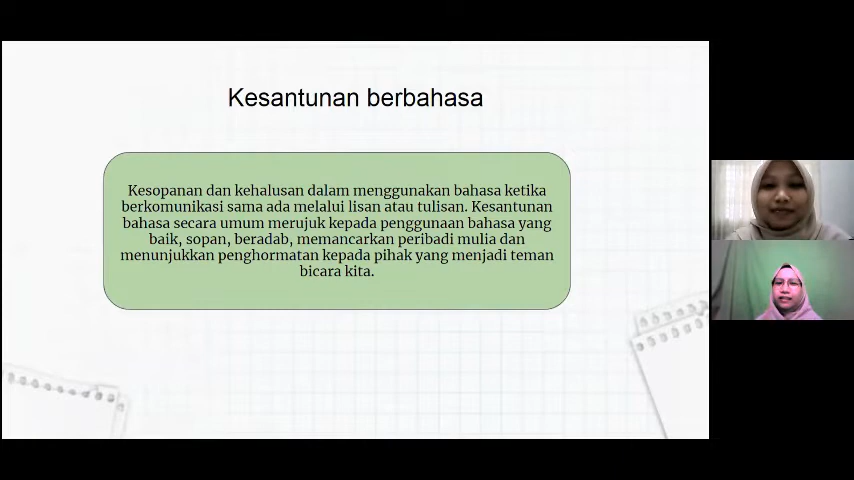 Kesantunan berbahasa
Kesopanan dan kehalusan dalam menggunakan bahasa ketika
berkomunikasi sama ada melalui lisan atau tulisan. Kesantunan
bahasa secara umum merujuk kepada penggunaan bahasa yang
baik, sopan, beradab, memancarkan peribadi mulia dan
menunjukkan penghormatan kepada pihak yang menjadi teman
bicara kita.